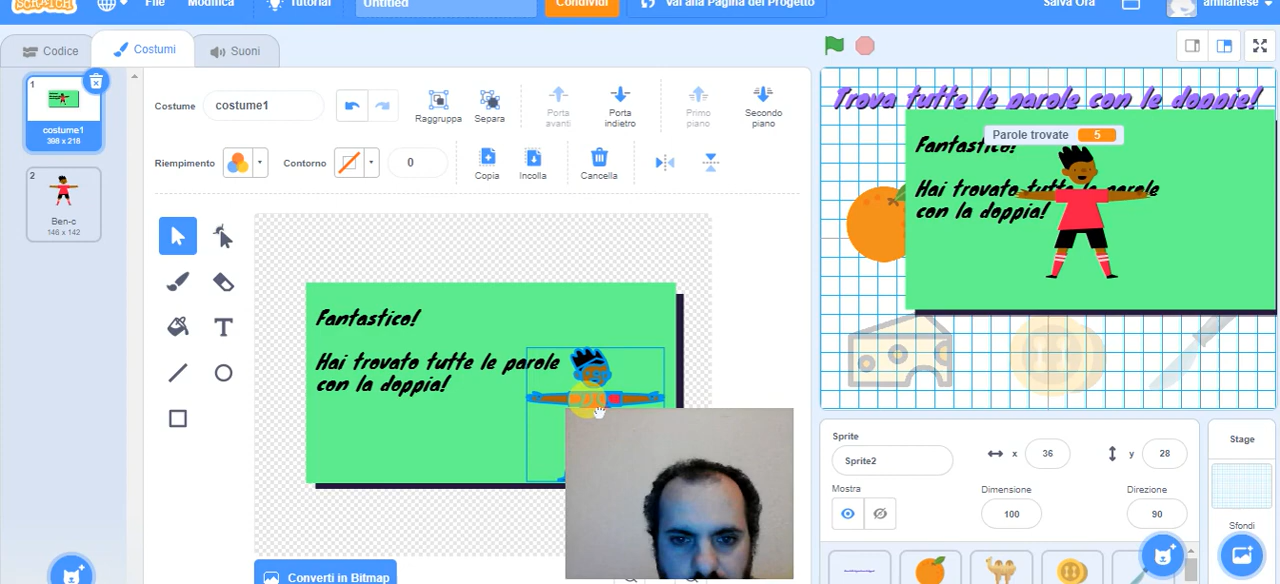 SCRATCH
File
Modifica
Tutorial
Untitled
Condividi
Vai alla Pagina del Progetto
Salva Ora
amilanese
Codice
Costumi
Suoni
1
costume1
398 x 218
2
Ben-c
146 x 142
Costume
costume1
Raggruppa
Separa
Porta avanti
Porta indietro
Primo piano
Secondo piano
Riempimento
Contorno
0
Copia
Incolla
Cancella
Fantastico!
Hai trovato tutte le parole
con la doppia!
Converti in Bitmap
Trova tutte le parole con le doppie!
Parole trovate 5
Fantastico!
Hai trovato tutte le parole
con la doppia!
Sprite
Sprite2
x
36
y
28
Mostra
Dimensione
100
Direzione
90
Stage
Sfondi